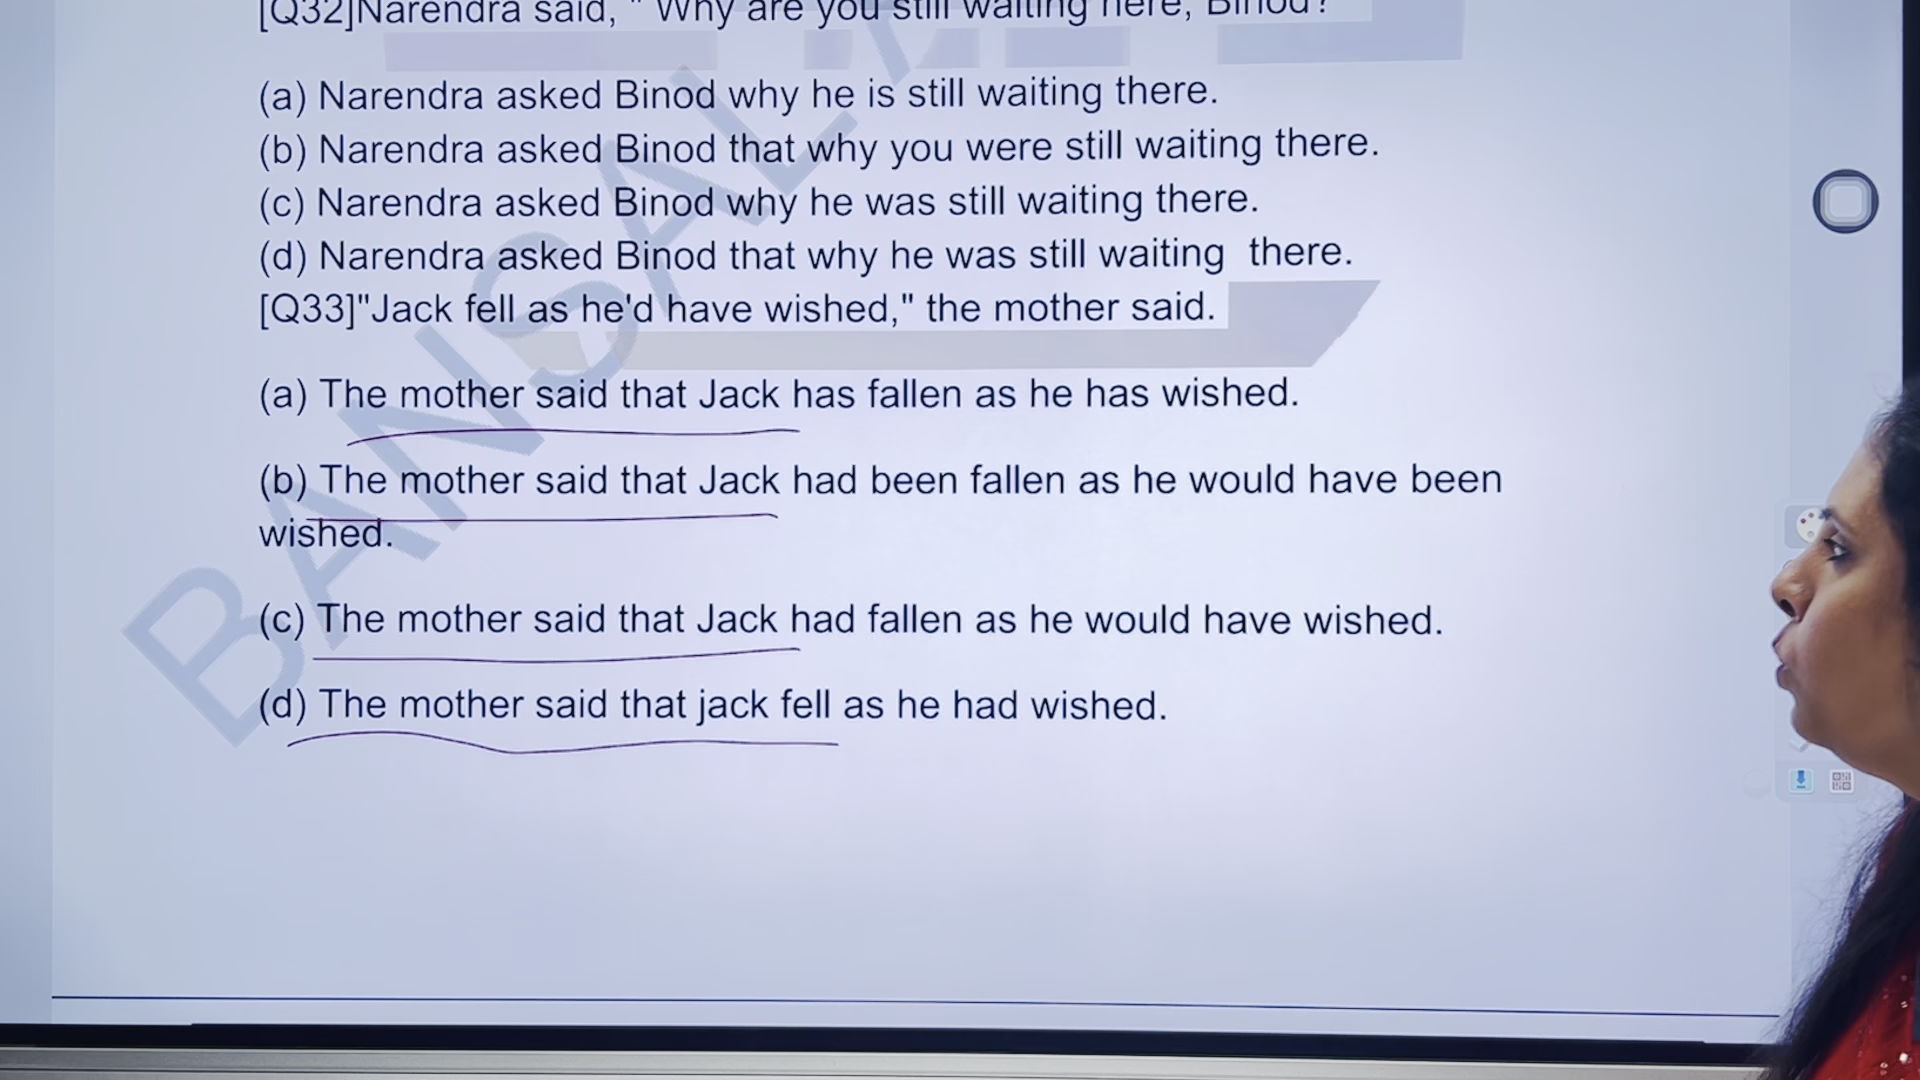 [Q32]Narendra said, " Why are you still waiting here, Binod?
(a) Narendra asked Binod why he is still waiting there.
(b) Narendra asked Binod that why you were still waiting there.
(c) Narendra asked Binod why he was still waiting there.
(d) Narendra asked Binod that why he was still waiting there.
[Q33]"Jack fell as he'd have wished," the mother said.
(a) The mother said that Jack has fallen as he has wished.
(b) The mother said that Jack had been fallen as he would have been
wished.
(c) The mother said that Jack had fallen as he would have wished.
(d) The mother said that jack fell as he had wished.
BANSAL